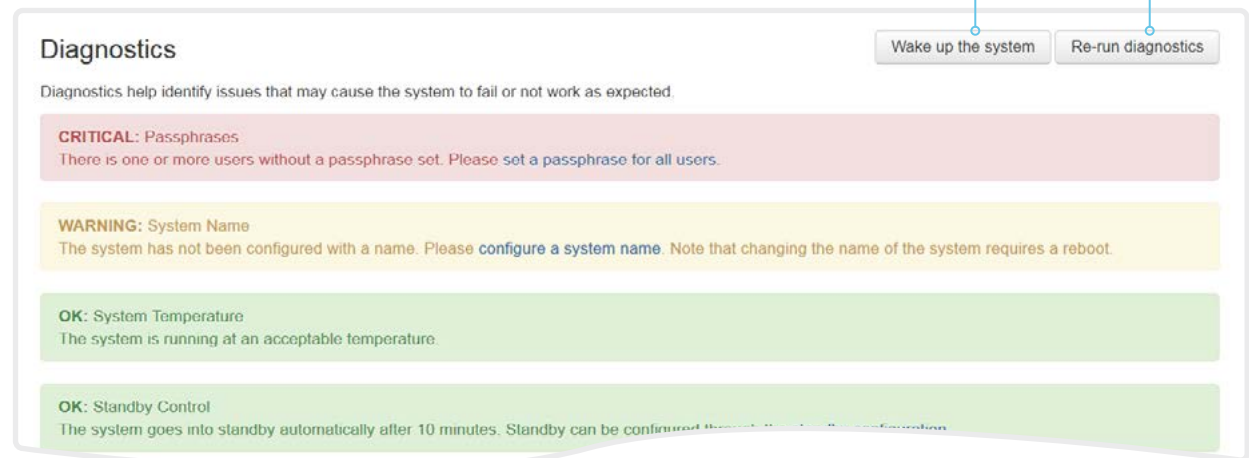 Diagnostics
Wake up the system
Re-run diagnostics
Diagnostics help identify issues that may cause the system to fail or not work as expected.
CRITICAL: Passphrases
There is one or more users without a passphrase set. Please set a passphrase for all users.
WARNING: System Name
The system has not been configured with a name. Please configure a system name. Note that changing the name of the system requires a reboot.
OK: System Temperature
The system is running at an acceptable temperature.
OK: Standby Control
The system goes into standby automatically after 10 minutes. Standby can be configured